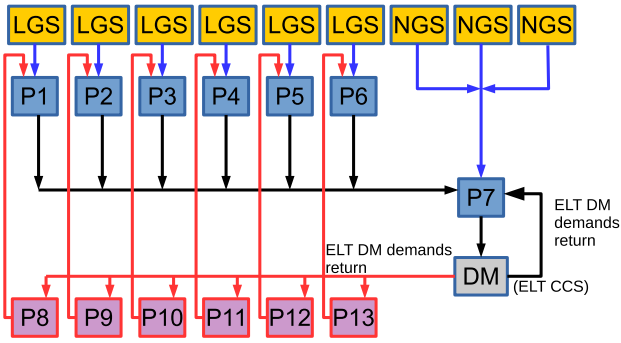 LGS LGS LGS LGS LGS LGS NGS NGS NGS
P1 P2 P3 P4 P5 P6
P7
ELT DM
demands
return
ELT DM demands
return
DM
(ELT CCS)
P8 P9 P10 P11 P12 P13